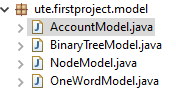 ute.firstproject.model
AccountModel.java
BinaryTreeModel.java
NodeModel.java
OneWordModel.java